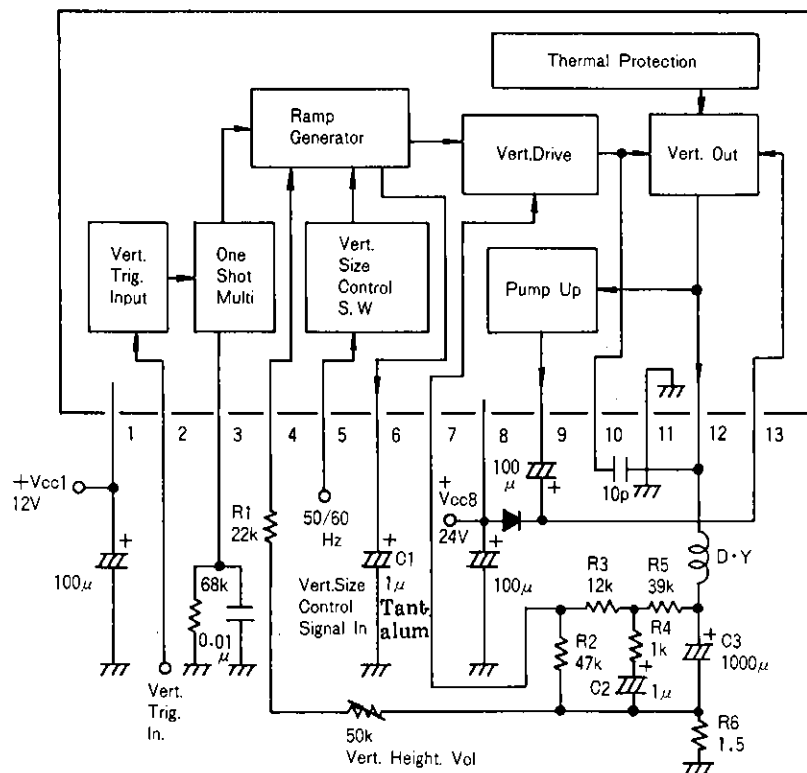 Thermal Protection
Ramp
Generator
Vert.Drive
Vert. Out
Vert.
Trig.
Input
One
Shot
Multi
Vert.
Size
Control
S.W
Pump Up
1
2
3
4
5
6
7
8
9
10
11
12
13
+Vcc1
12V
100μ
68k
0.01
μ
Vert.
Trig.
In.
R1
22k
50/60
Hz
Vert.Size
Control
Signal In
+
C1
1μ
Tant
alum
+
Vcc8
24V
+
100μ
100
μ
+
10p
D·Y
R3
12k
R5
39k
R2
47k
R4
1k
+
C2
1μ
+
C3
1000μ
R6
1.5
50k
Vert. Height. Vol
+